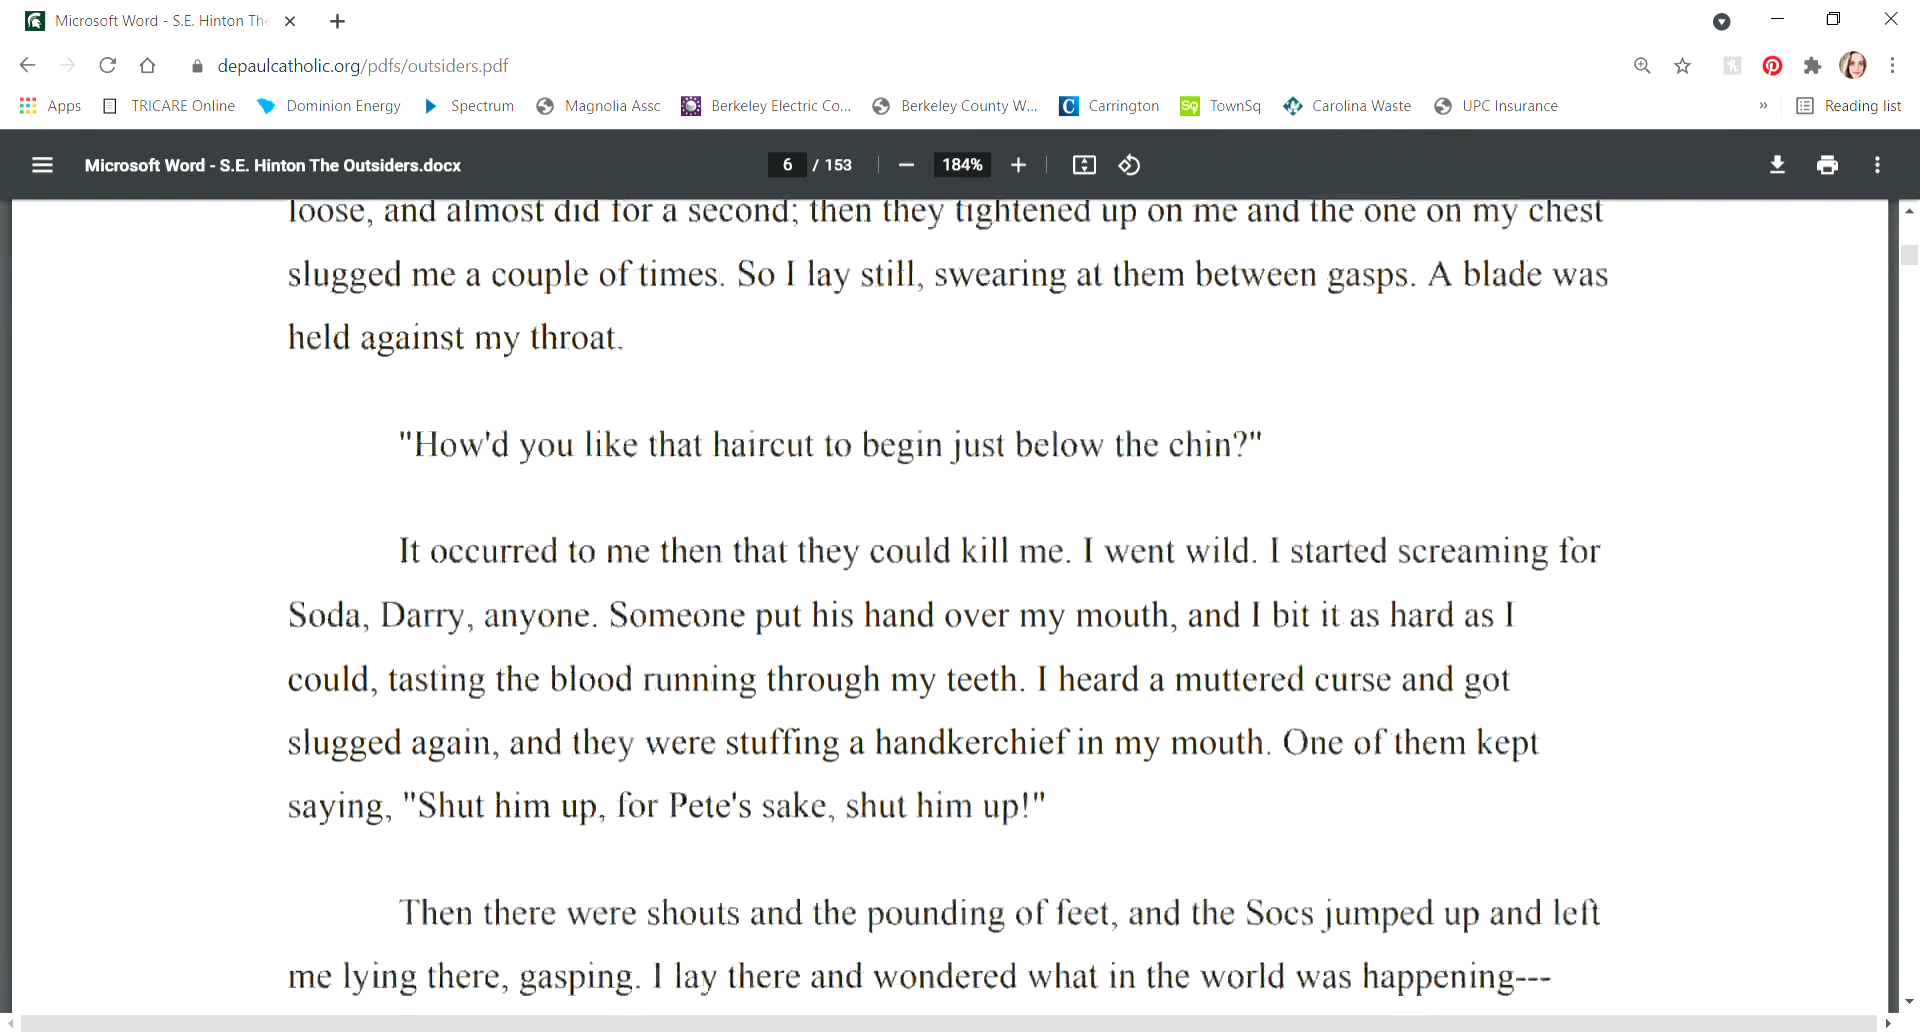 Microsoft Word - S.E. Hinton The
depaulcatholic.org/pdfs/outsiders.pdf
Apps TRICARE Online Dominion Energy Spectrum Magnolia Assc Berkeley Electric Co... Berkeley County W... C Carrington Sq TownSq Carolina Waste UPC Insurance » Reading list
Microsoft Word - S.E. Hinton The Outsiders.docx 6 / 153 184%
loose, and almost did for a second; then they tightened up on me and the one on my chest
slugged me a couple of times. So I lay still, swearing at them between gasps. A blade was
held against my throat.
"How'd you like that haircut to begin just below the chin?"
It occurred to me then that they could kill me. I went wild. I started screaming for
Soda, Darry, anyone. Someone put his hand over my mouth, and I bit it as hard as I
could, tasting the blood running through my teeth. I heard a muttered curse and got
slugged again, and they were stuffing a handkerchief in my mouth. One of them kept
saying, "Shut him up, for Pete's sake, shut him up!"
Then there were shouts and the pounding of feet, and the Socs jumped up and left
me lying there, gasping. I lay there and wondered what in the world was happening---